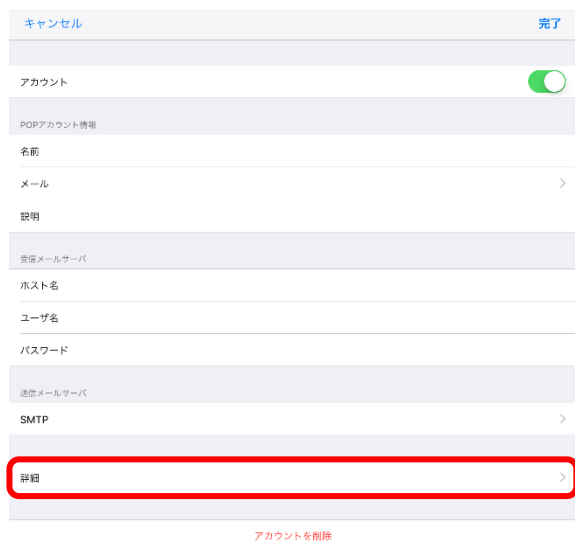 キャンセル 完了
アカウント
POPアカウント情報
名前
メール
説明
受信メールサーバ
ホスト名
ユーザ名
パスワード
送信メールサーバ
SMTP
詳細
アカウントを削除